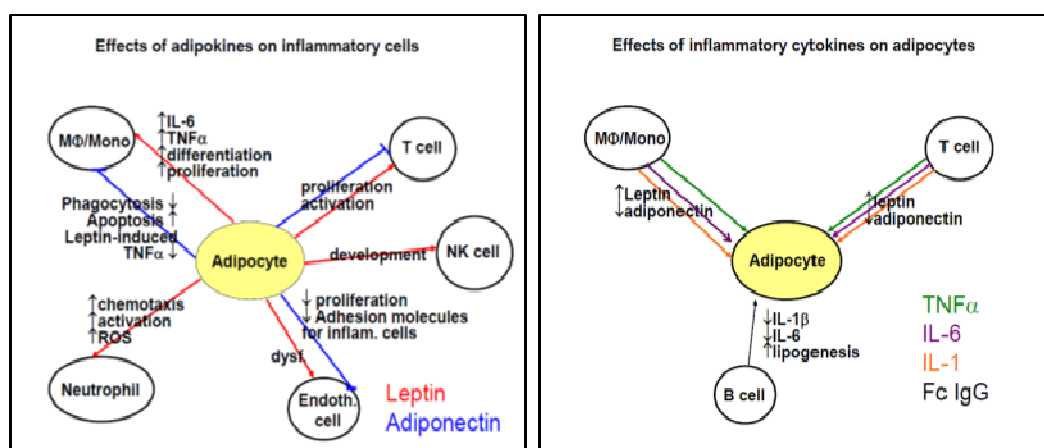 Effects of adipokines on inflammatory cells
MΦ/Mono
↑IL-6
↑TNFα
↑differentiation
↑proliferation
T cell
proliferation
activation
Phagocytosis ↓
Apoptosis ↑
Leptin-induced
TNFα ↓
Adipocyte
development
NK cell
↑chemotaxis
↑activation
↑ROS
↓ proliferation
↓ Adhesion molecules
for inflam. cells
dysf
Neutrophil
Endoth.
cell
Leptin
Adiponectin
Effects of inflammatory cytokines on adipocytes
MΦ/Mono
T cell
↑Leptin
↓adiponectin
↑leptin
↓adiponectin
Adipocyte
↓IL-1β
↓IL-6
↑lipogenesis
B cell
TNFα
IL-6
IL-1
Fc IgG